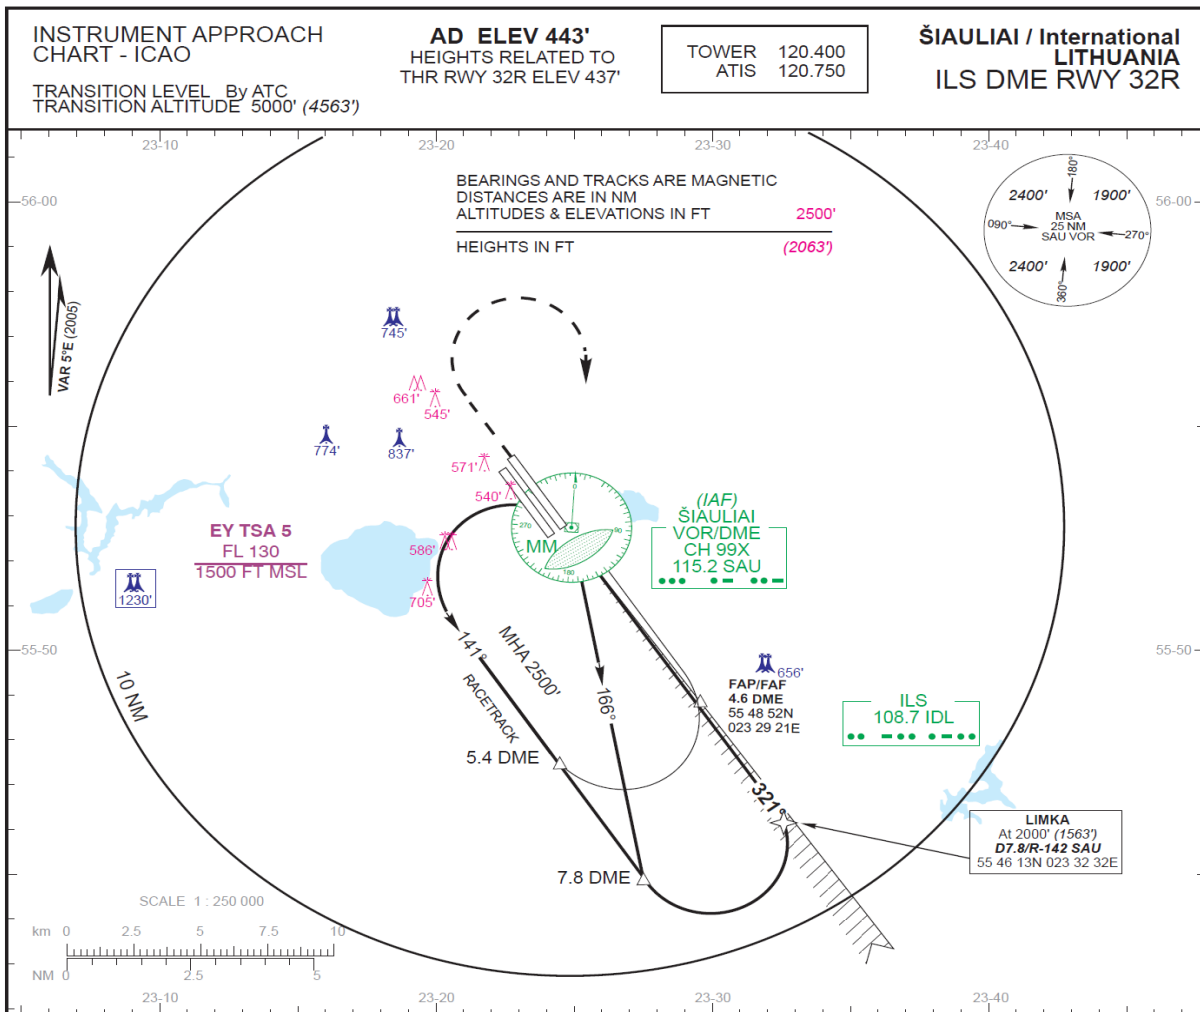 INSTRUMENT APPROACH
CHART - ICAO
TRANSITION LEVEL By ATC
TRANSITION ALTITUDE 5000' (4563')
AD ELEV 443'
HEIGHTS RELATED TO
THR RWY 32R ELEV 437'
TOWER 120.400
ATIS 120.750
ŠIAULIAI / International
LITHUANIA
ILS DME RWY 32R
23-10
23-20
23-30
23-40
BEARINGS AND TRACKS ARE MAGNETIC
DISTANCES ARE IN NM
ALTITUDES & ELEVATIONS IN FT 2500'
HEIGHTS IN FT (2063')
56-00
56-00
180°
2400' 1900'
MSA
25 NM
SAU VOR
090°
270°
2400' 1900'
360°
VAR 5°E (2005)
745'
661'
545'
774'
837'
571'
540'
586'
705'
0
90
180
270
MM
(IAF)
ŠIAULIAI
VOR/DME
CH 99X
115.2 SAU
EY TSA 5
FL 130
1500 FT MSL
1230'
10 NM
55-50
55-50
141°
MHA 2500'
RACETRACK
166°
656'
FAP/FAF
4.6 DME
55 48 52N
023 29 21E
ILS
108.7 IDL
5.4 DME
321°
LIMKA
At 2000' (1563')
D7.8/R-142 SAU
55 46 13N 023 32 32E
7.8 DME
SCALE 1 : 250 000
km 0 2.5 5 7.5 10
NM 0 2.5 5
23-10
23-20
23-30
23-40